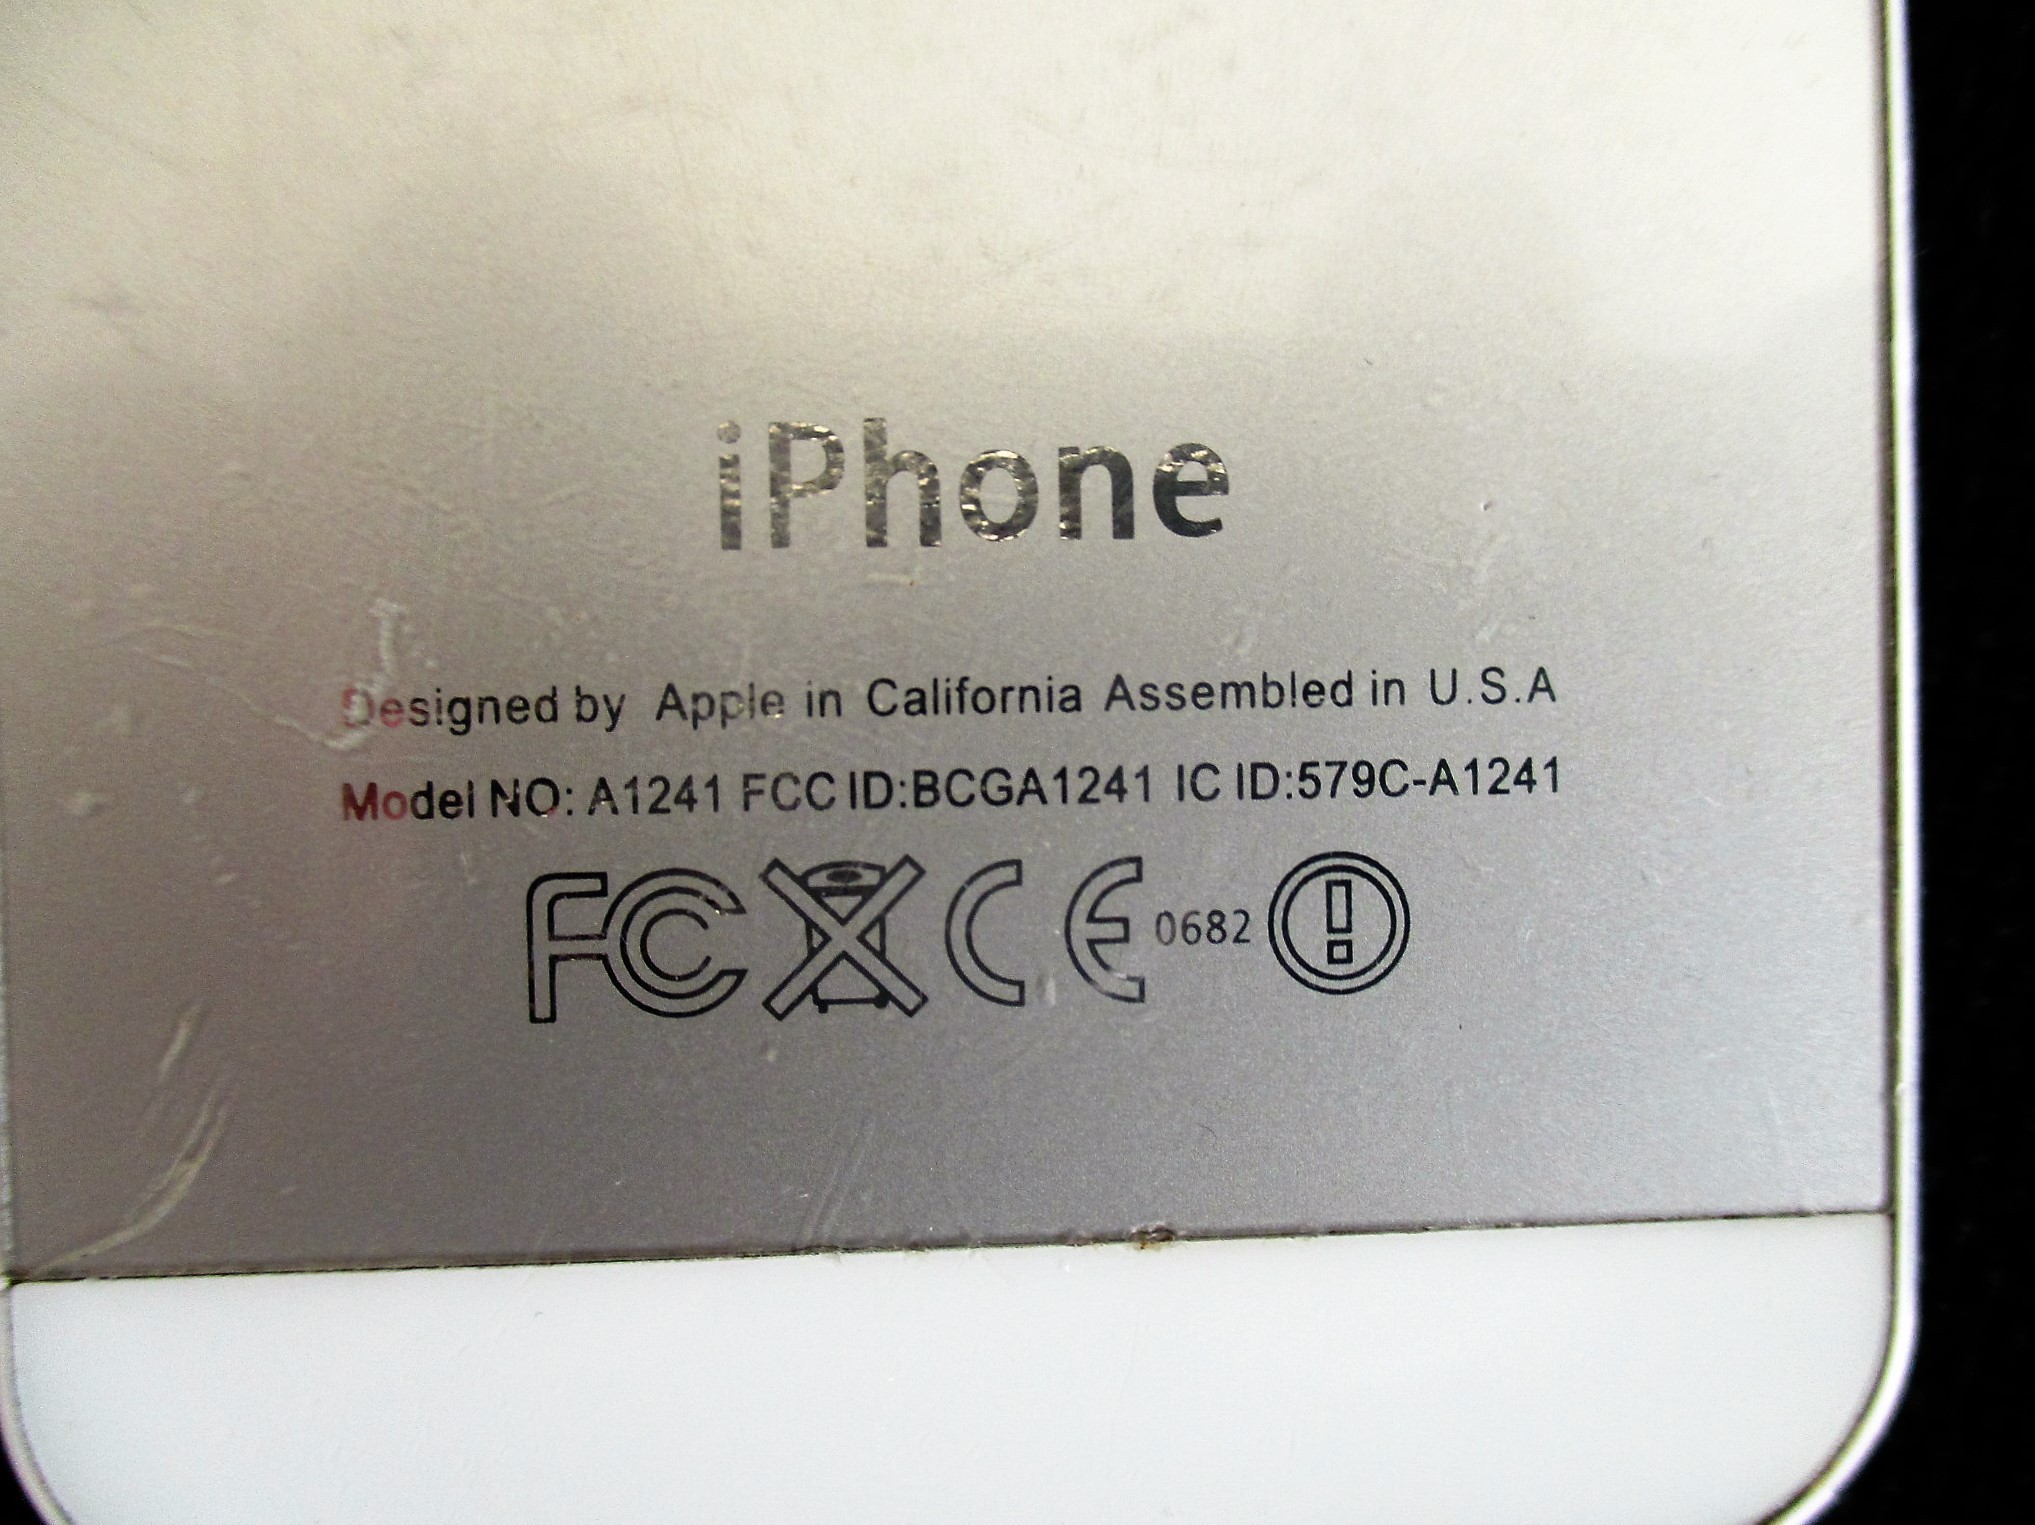 iPhone
Designed by Apple in California Assembled in U.S.A
Model NO: A1241 FCC ID:BCGA1241 IC ID:579C-A1241
FC CE 0682 !